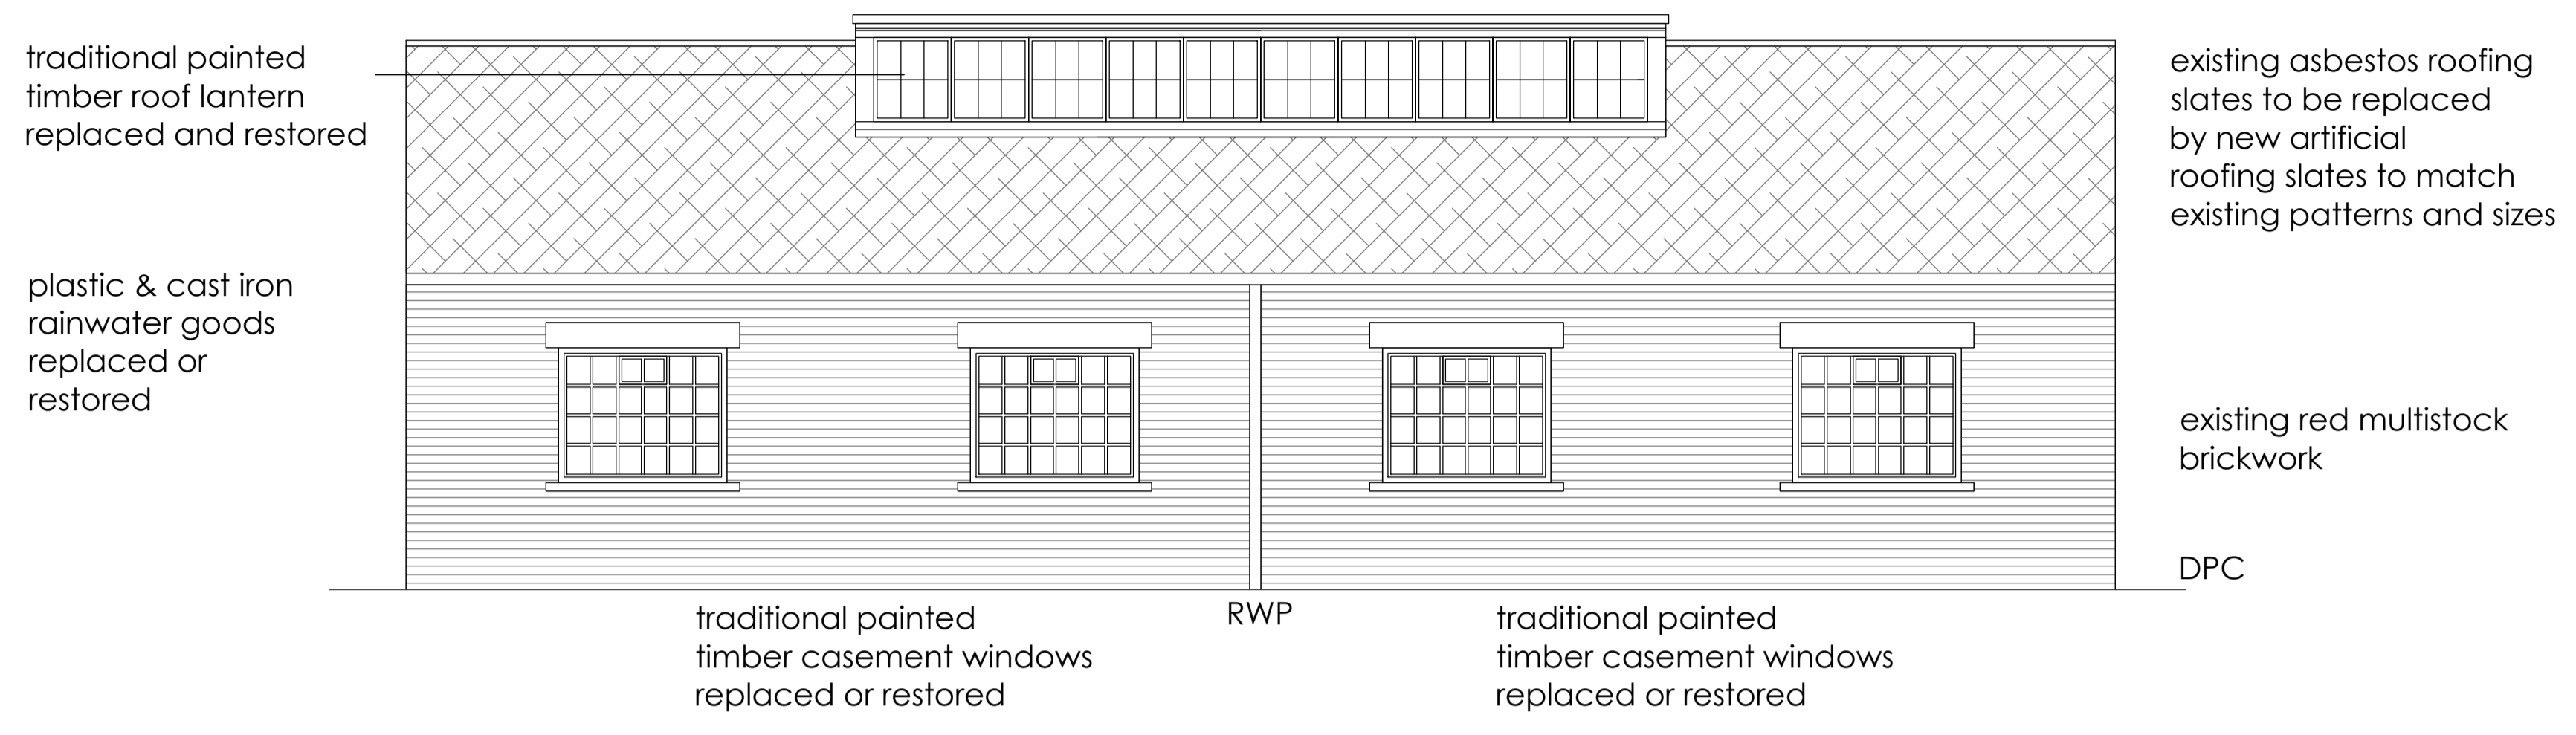 traditional painted
timber roof lantern
replaced and restored
existing asbestos roofing
slates to be replaced
by new artificial
roofing slates to match
existing patterns and sizes
plastic & cast iron
rainwater goods
replaced or
restored
existing red multistock
brickwork
DPC
traditional painted
timber casement windows
replaced or restored
RWP
traditional painted
timber casement windows
replaced or restored